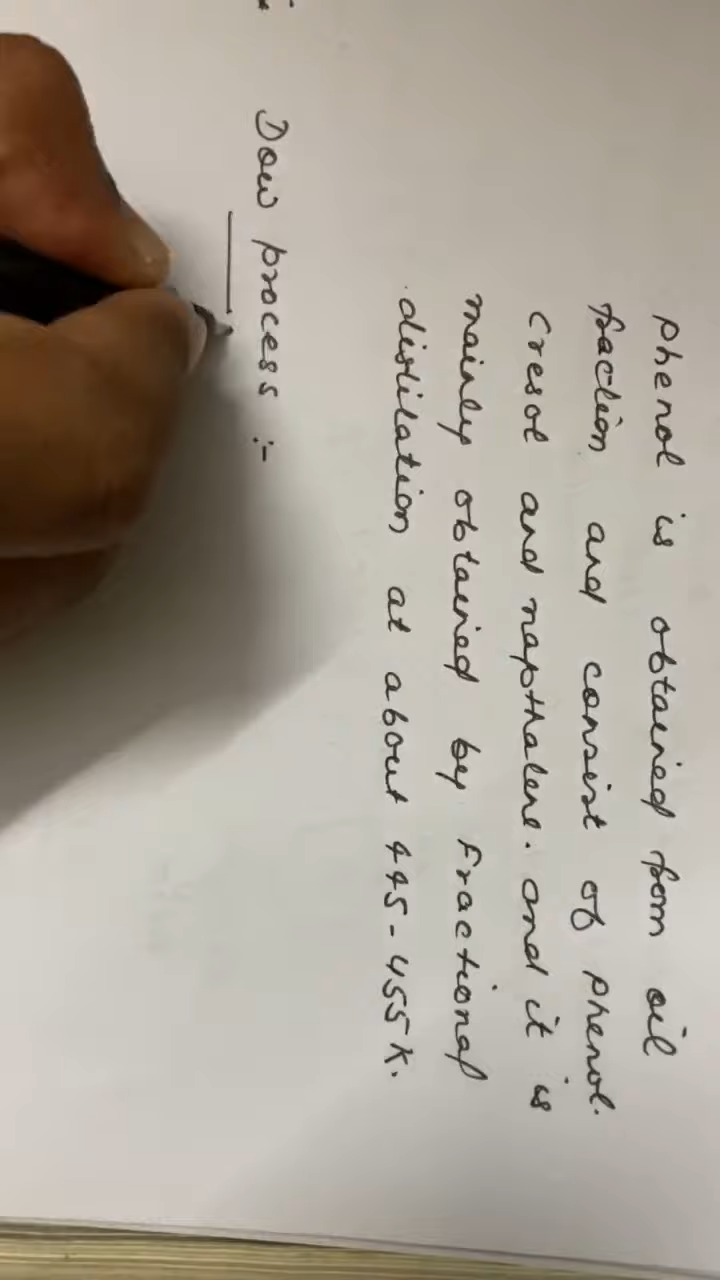 Phenol is obtained from oil
fraction and consist of phenol.
Cresol and napthalene. and it is
mainly obtained by Fractional
distilation at about 445-455 K.
Dow process :-